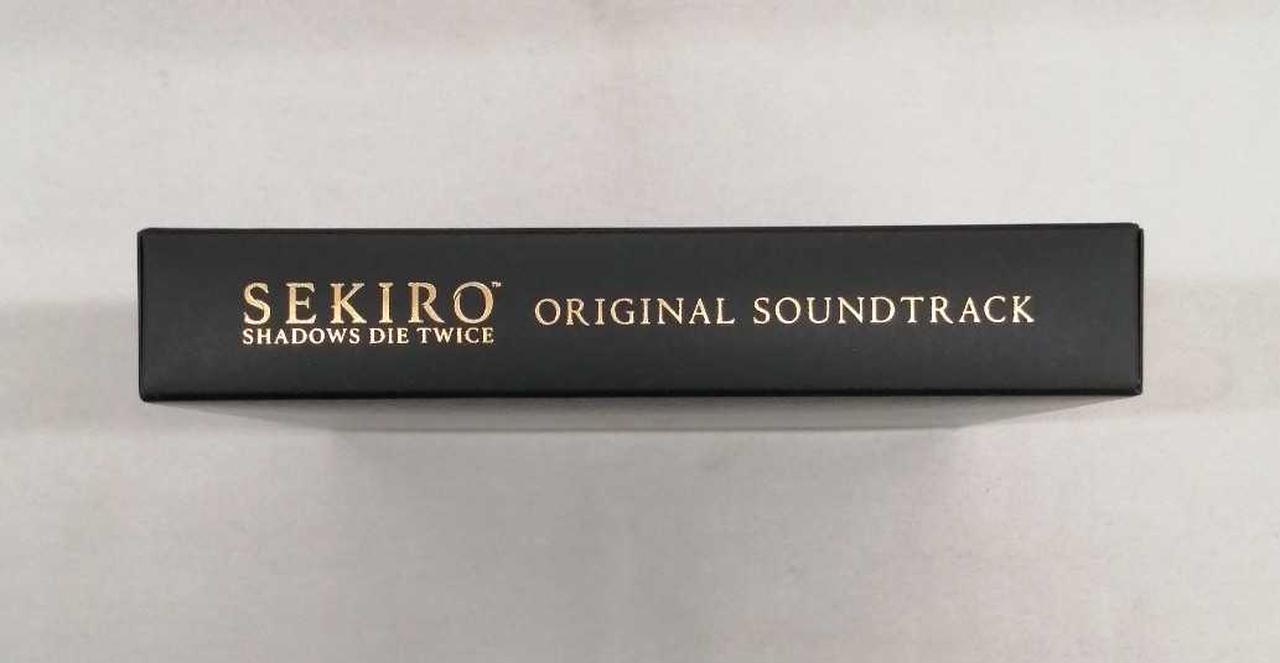 SEKIRO™ ORIGINAL SOUNDTRACK
SHADOWS DIE TWICE